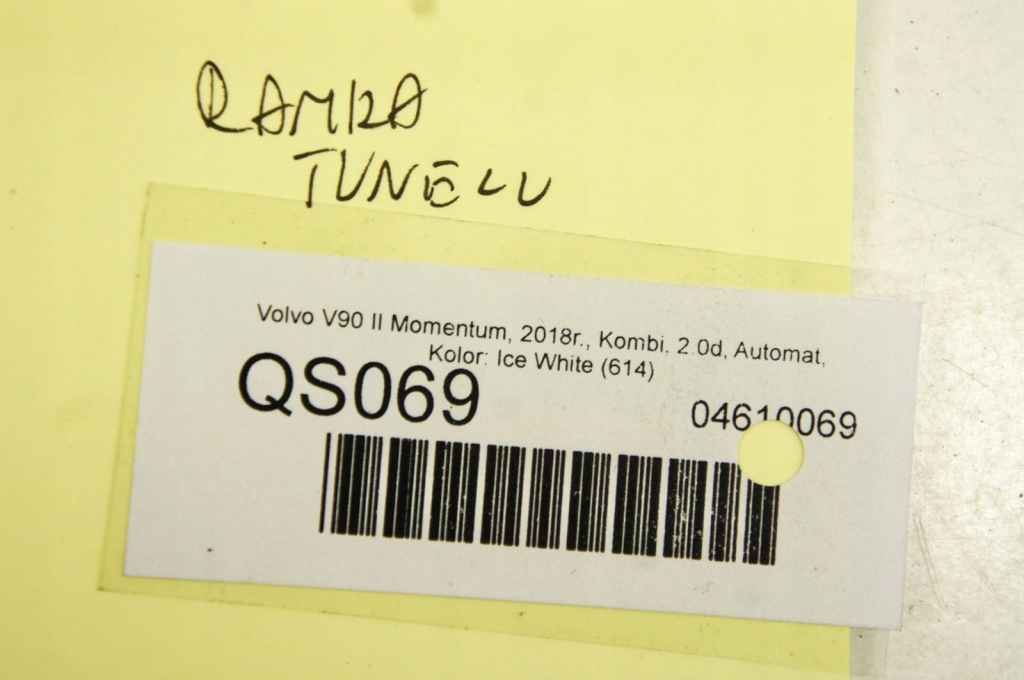 RAMKA
TUNELU
Volvo V90 II Momentum, 2018r., Kombi, 2.0d, Automat,
Kolor: Ice White (614)
QS069
04610069